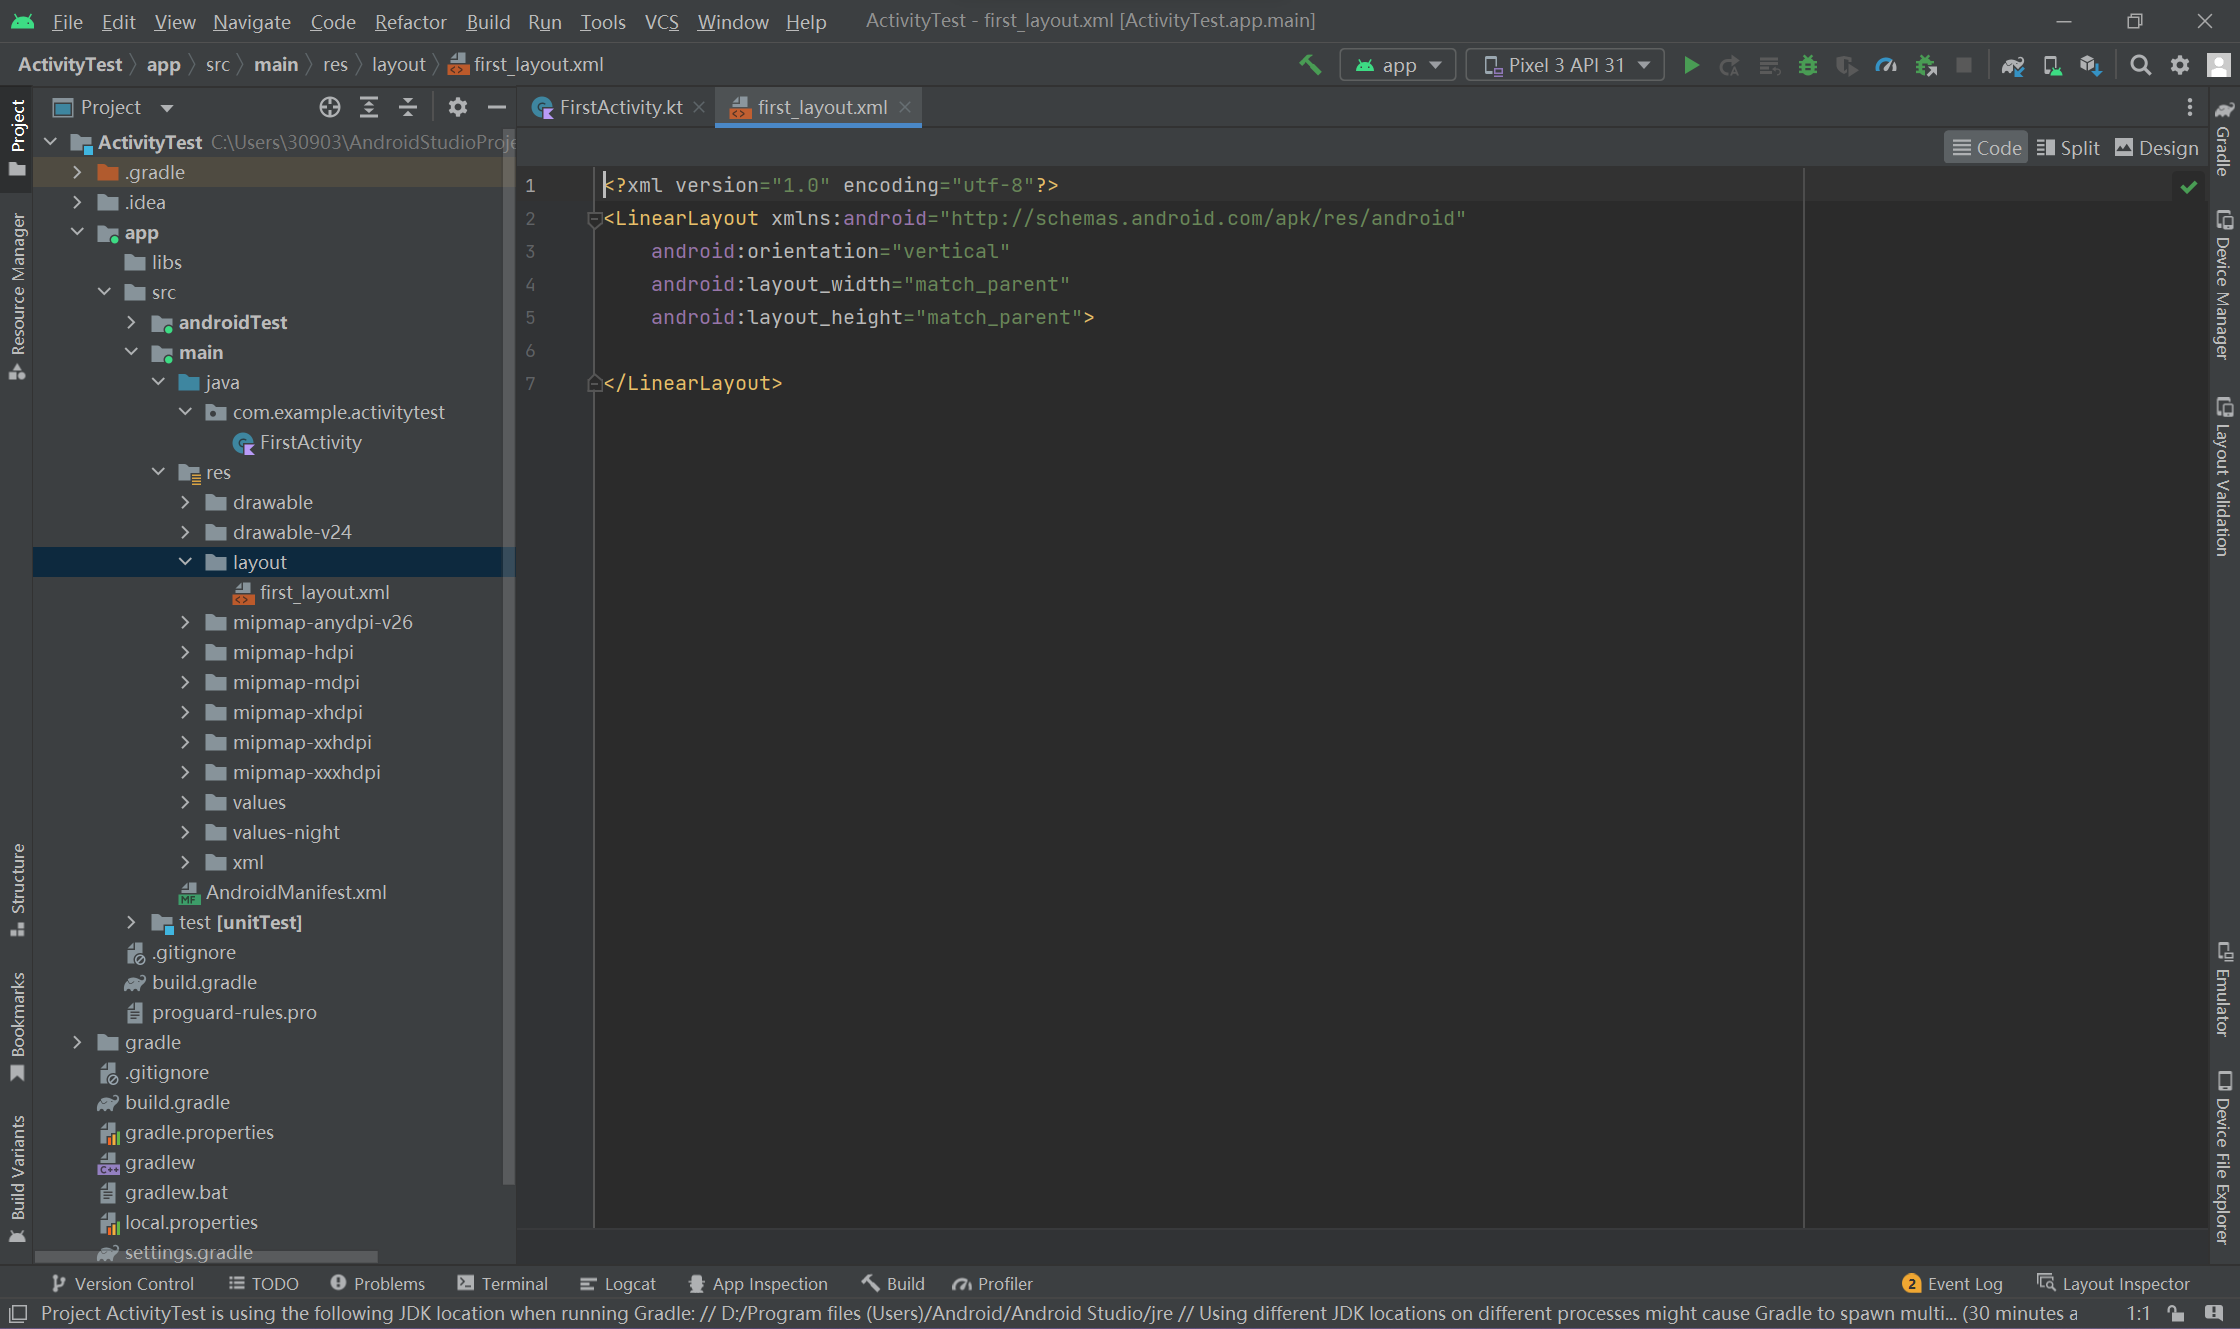 File Edit View Navigate Code Refactor Build Run Tools VCS Window Help ActivityTest - first_layout.xml [ActivityTest.app.main]
ActivityTest app src main res layout first_layout.xml app Pixel 3 API 31
Project FirstActivity.kt first_layout.xml
Code Split Design
Project
Resource Manager
Structure
Bookmarks
Build Variants
ActivityTest C:\Users\30903\AndroidStudioProje
.gradle
.idea
app
libs
src
androidTest
main
java
com.example.activitytest
FirstActivity
res
drawable
drawable-v24
layout
first_layout.xml
mipmap-anydpi-v26
mipmap-hdpi
mipmap-mdpi
mipmap-xhdpi
mipmap-xxhdpi
mipmap-xxxhdpi
values
values-night
xml
AndroidManifest.xml
test [unitTest]
.gitignore
build.gradle
proguard-rules.pro
gradle
.gitignore
build.gradle
gradle.properties
gradlew
gradlew.bat
local.properties
settings.gradle
1 <?xml version="1.0" encoding="utf-8"?>
2 <LinearLayout xmlns:android="http://schemas.android.com/apk/res/android"
3 android:orientation="vertical"
4 android:layout_width="match_parent"
5 android:layout_height="match_parent">
6
7 </LinearLayout>
Gradle
Device Manager
Layout Validation
Emulator
Device File Explorer
Version Control TODO Problems Terminal Logcat App Inspection Build Profiler 2 Event Log Layout Inspector
Project ActivityTest is using the following JDK location when running Gradle: // D:/Program files (Users)/Android/Android Studio/jre // Using different JDK locations on different processes might cause Gradle to spawn multi... (30 minutes a 1:1